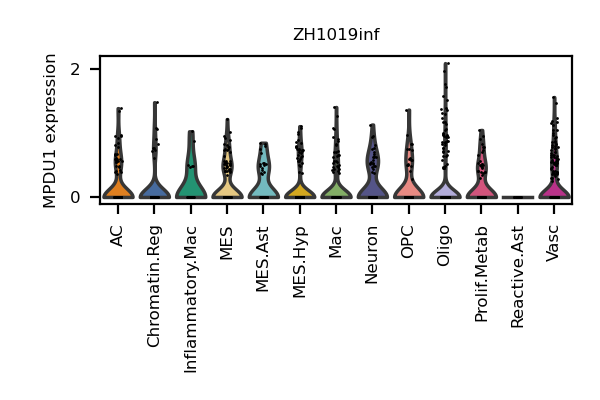 ZH1019inf
MPDU1 expression
2
0
AC
Chromatin.Reg
Inflammatory.Mac
MES
MES.Ast
MES.Hyp
Mac
Neuron
OPC
Oligo
Prolif.Metab
Reactive.Ast
Vasc